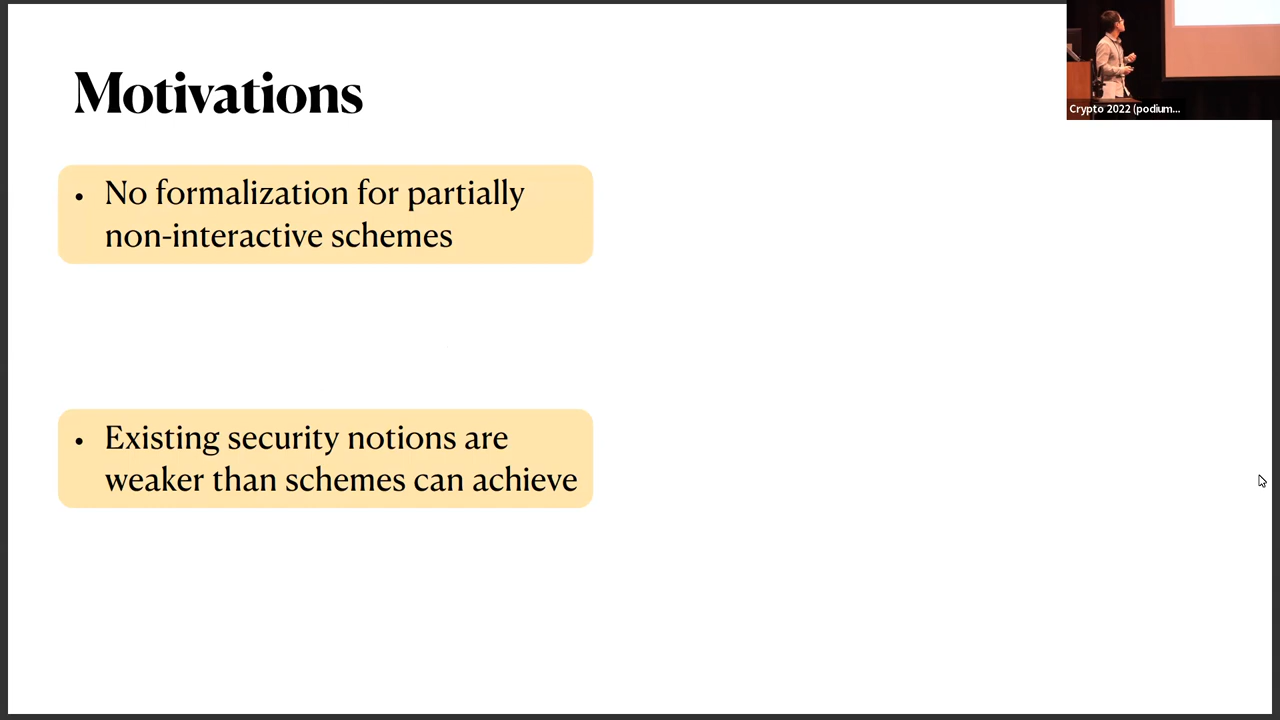 Motivations
• No formalization for partially
non-interactive schemes
• Existing security notions are
weaker than schemes can achieve
Crypto 2022 (podium...